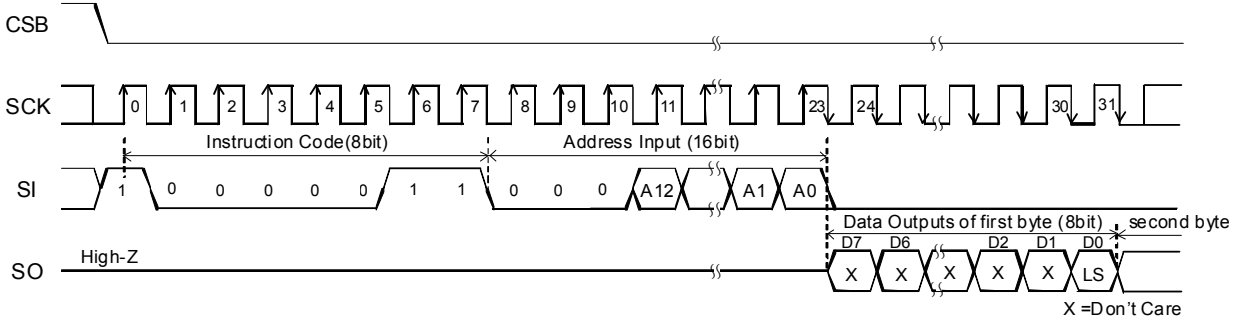 CSB
SCK 0 1 2 3 4 5 6 7 8 9 10 11 23 24 30 31
Instruction Code(8bit) Address Input (16bit)
SI 1 0 0 0 0 0 1 1 0 0 0 A12 A1 A0
Data Outputs of first byte (8bit) second byte
D7 D6 D2 D1 D0
SO High-Z X X X X X LS
X =Don't Care